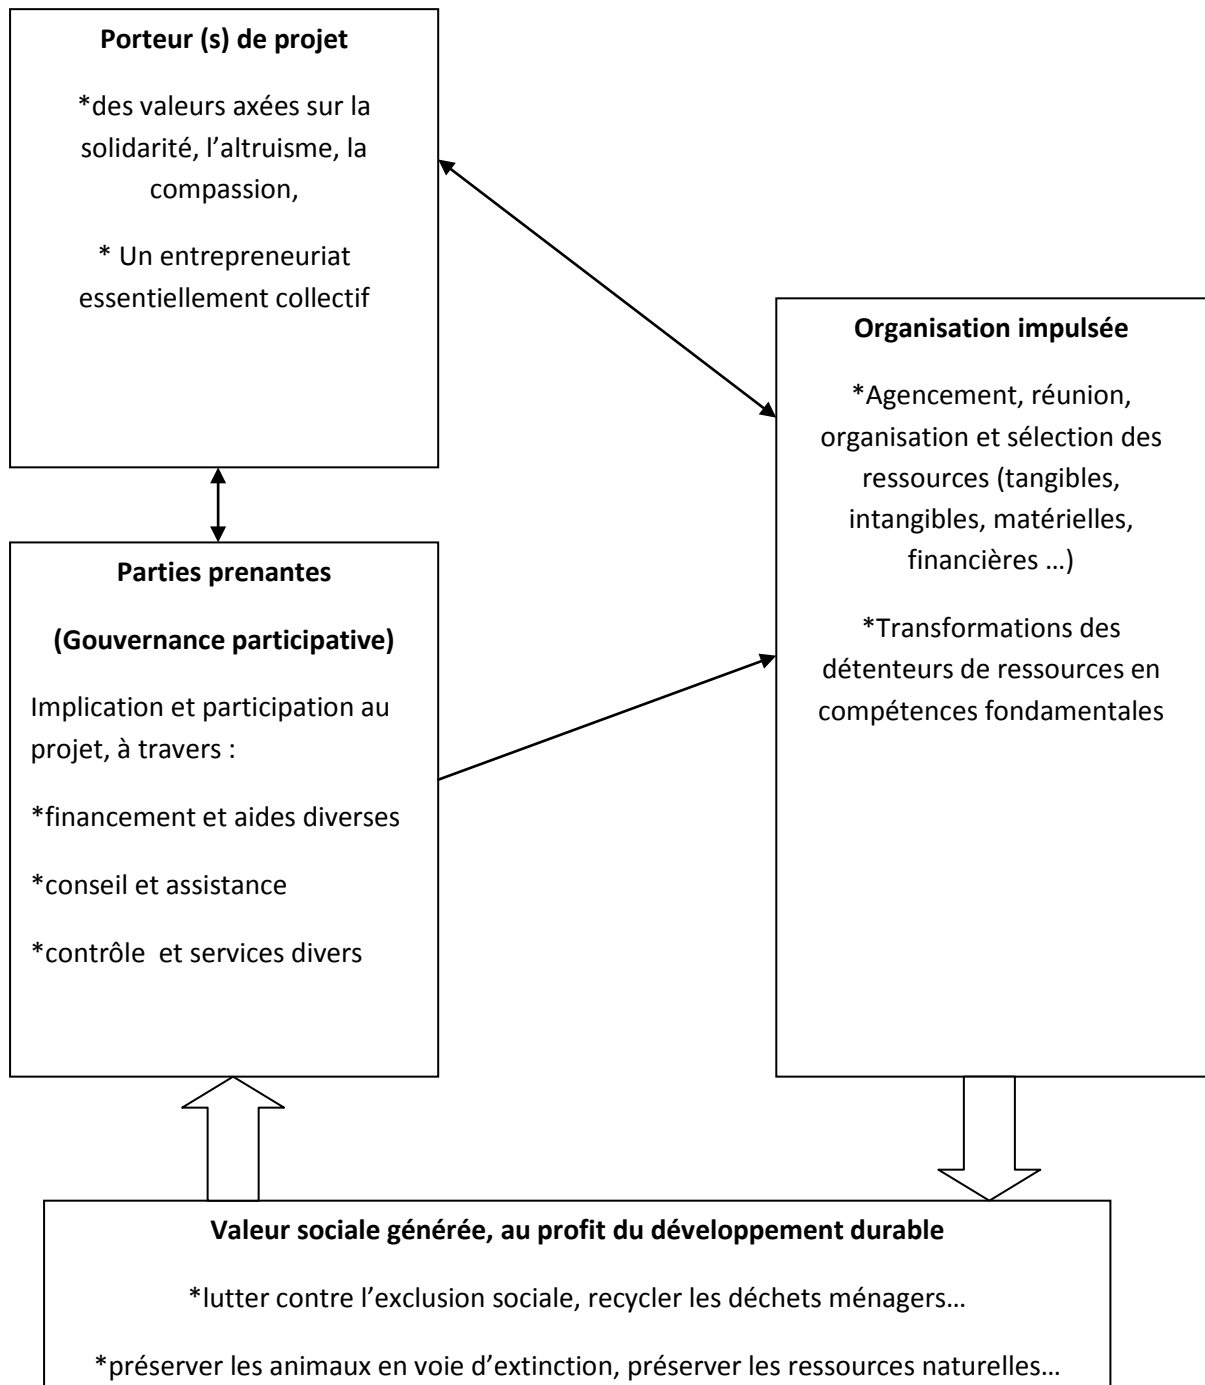 Porteur (s) de projet
*des valeurs axées sur la
solidarité, l’altruisme, la
compassion,
* Un entrepreneuriat
essentiellement collectif
Organisation impulsée
*Agencement, réunion,
organisation et sélection des
ressources (tangibles,
intangibles, matérielles,
financières …)
*Transformations des
détenteurs de ressources en
compétences fondamentales
Parties prenantes
(Gouvernance participative)
Implication et participation au
projet, à travers :
*financement et aides diverses
*conseil et assistance
*contrôle  et services divers
Valeur sociale générée, au profit du développement durable
*lutter contre l’exclusion sociale, recycler les déchets ménagers…
*préserver les animaux en voie d’extinction, préserver les ressources naturelles…